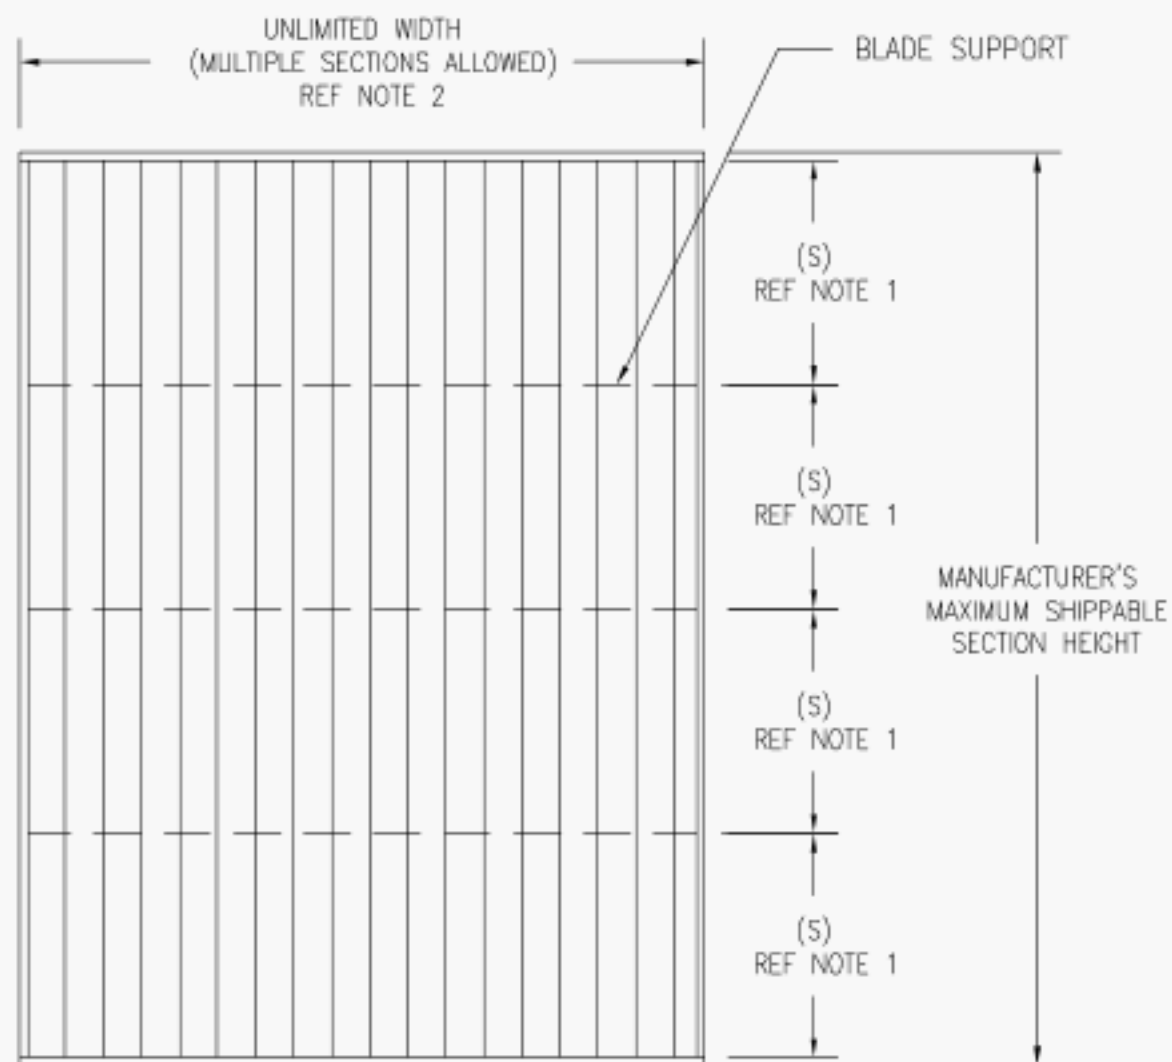 UNLIMITED WIDTH
(MULTIPLE SECTIONS ALLOWED)
REF NOTE 2
BLADE SUPPORT
(S)
REF NOTE 1
(S)
REF NOTE 1
MANUFACTURER'S
MAXIMUM SHIPPABLE
SECTION HEIGHT
(S)
REF NOTE 1
(S)
REF NOTE 1